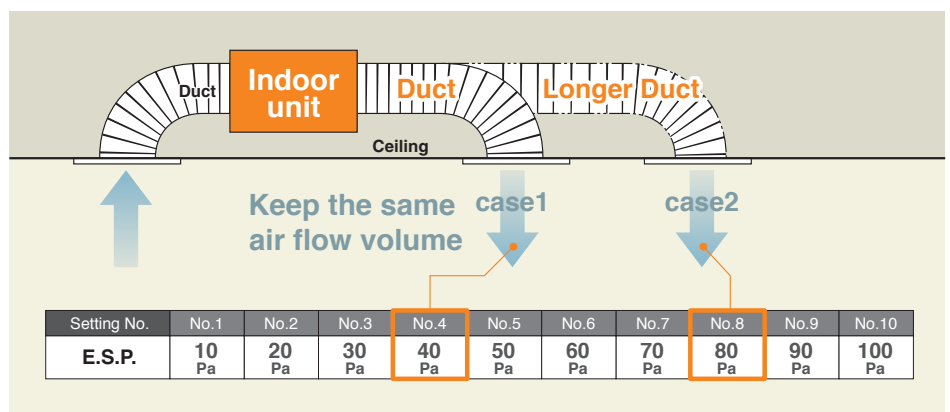 Duct
Indoor
unit
Duct
Longer Duct
Ceiling
Keep the same
air flow volume
case1
case2
Setting No. No.1 No.2 No.3 No.4 No.5 No.6 No.7 No.8 No.9 No.10
E.S.P. 10 20 30 40 50 60 70 80 90 100
Pa Pa Pa Pa Pa Pa Pa Pa Pa Pa